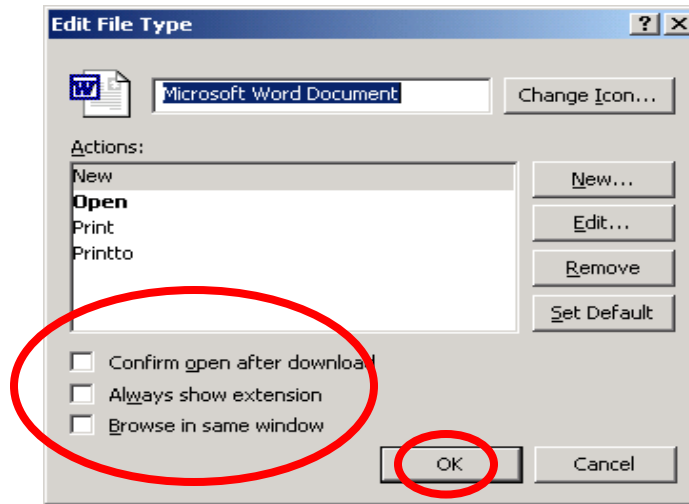 Edit File Type
Microsoft Word Document
Change Icon...
Actions:
New
Open
Print
Printto
New...
Edit...
Remove
Set Default
Confirm open after download
Always show extension
Browse in same window
OK
Cancel